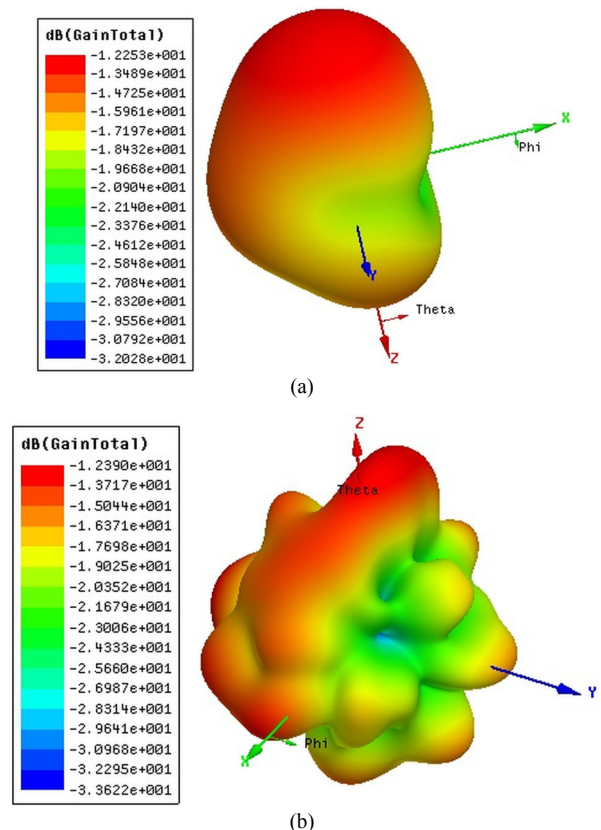 dB(GainTotal)
-1.2253e+001
-1.3489e+001
-1.4725e+001
-1.5961e+001
-1.7197e+001
-1.8432e+001
-1.9668e+001
-2.0904e+001
-2.2140e+001
-2.3376e+001
-2.4612e+001
-2.5848e+001
-2.7084e+001
-2.8320e+001
-2.9556e+001
-3.0792e+001
-3.2028e+001
X
Phi
Y
Theta
Z
(a)
dB(GainTotal)
-1.2390e+001
-1.3717e+001
-1.5044e+001
-1.6371e+001
-1.7698e+001
-1.9025e+001
-2.0352e+001
-2.1679e+001
-2.3006e+001
-2.4333e+001
-2.5660e+001
-2.6987e+001
-2.8314e+001
-2.9641e+001
-3.0968e+001
-3.2295e+001
-3.3622e+001
Z
Theta
Y
Phi
X
(b)